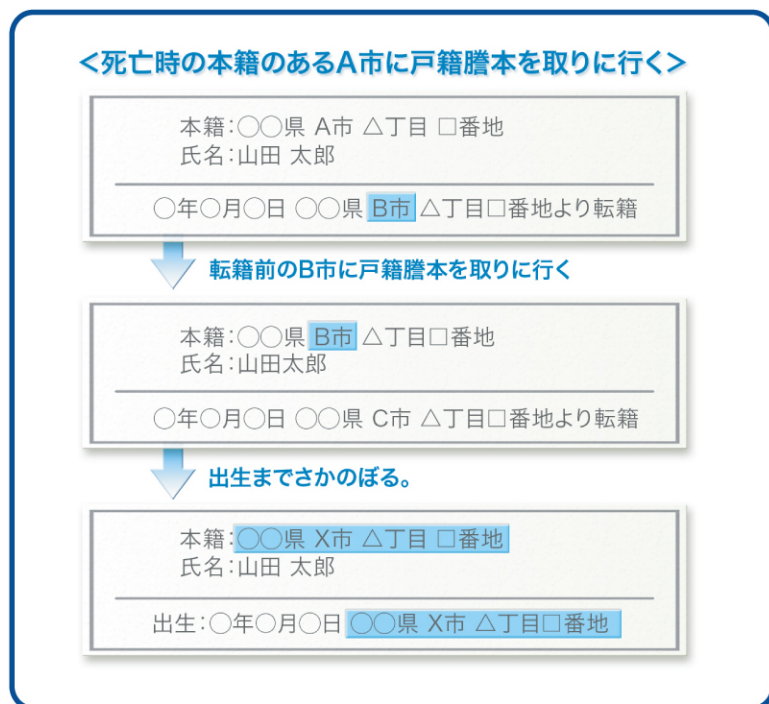 <死亡時の本籍のあるA市に戸籍謄本を取りに行く>
本籍：○○県 A市 △丁目 □番地
氏名：山田 太郎
○年○月○日 ○○県 B市 △丁目□番地より転籍
転籍前のB市に戸籍謄本を取りに行く
本籍：○○県 B市 △丁目□番地
氏名：山田太郎
○年○月○日 ○○県 C市 △丁目□番地より転籍
出生までさかのぼる。
本籍：○○県 X市 △丁目 □番地
氏名：山田 太郎
出生：○年○月○日 ○○県 X市 △丁目□番地